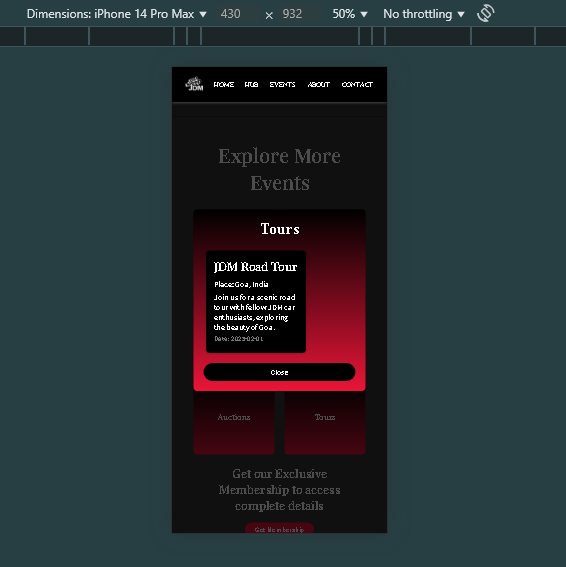 Dimensions: iPhone 14 Pro Max ▼ 430 × 932 50% ▼ No throttling ▼
JDM HOME HUB EVENTS ABOUT CONTACT
Explore More
Events
Tours
JDM Road Tour
Place:Goa, India
Join us for a scenic road
tour with fellow JDM car
enthusiasts, exploring
the beauty of Goa.
Date: 2023-02-01
Close
Auctions Tours
Get our Exclusive
Membership to access
complete details
Get Membership